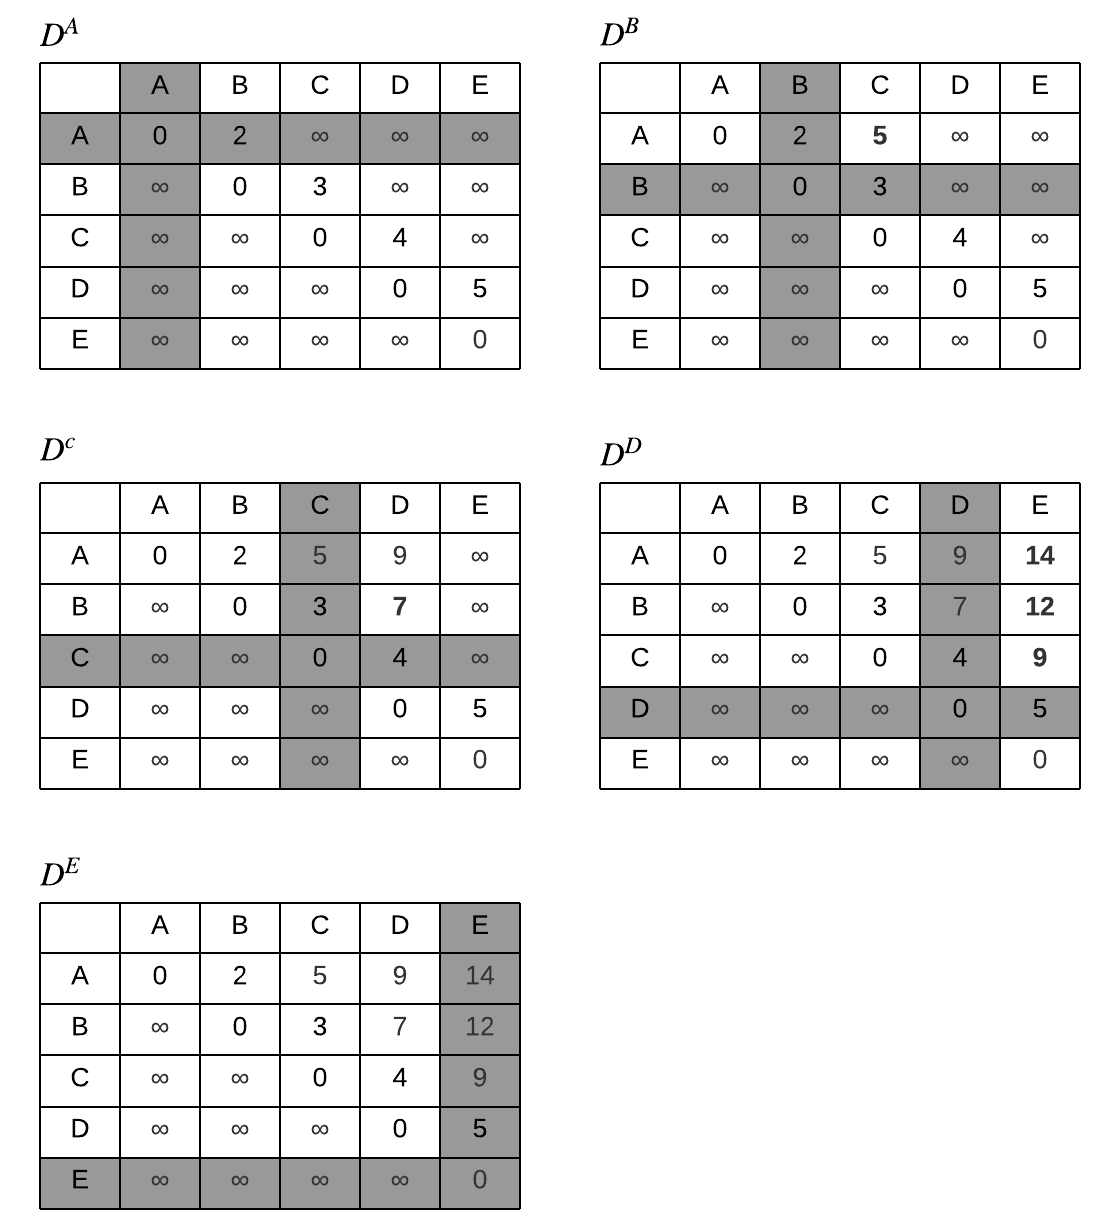 D^A
A B C D E
A 0 2 ∞ ∞ ∞
B ∞ 0 3 ∞ ∞
C ∞ ∞ 0 4 ∞
D ∞ ∞ ∞ 0 5
E ∞ ∞ ∞ ∞ 0
D^B
A B C D E
A 0 2 5 ∞ ∞
B ∞ 0 3 ∞ ∞
C ∞ ∞ 0 4 ∞
D ∞ ∞ ∞ 0 5
E ∞ ∞ ∞ ∞ 0
D^c
A B C D E
A 0 2 5 9 ∞
B ∞ 0 3 7 ∞
C ∞ ∞ 0 4 ∞
D ∞ ∞ ∞ 0 5
E ∞ ∞ ∞ ∞ 0
D^D
A B C D E
A 0 2 5 9 14
B ∞ 0 3 7 12
C ∞ ∞ 0 4 9
D ∞ ∞ ∞ 0 5
E ∞ ∞ ∞ ∞ 0
D^E
A B C D E
A 0 2 5 9 14
B ∞ 0 3 7 12
C ∞ ∞ 0 4 9
D ∞ ∞ ∞ 0 5
E ∞ ∞ ∞ ∞ 0